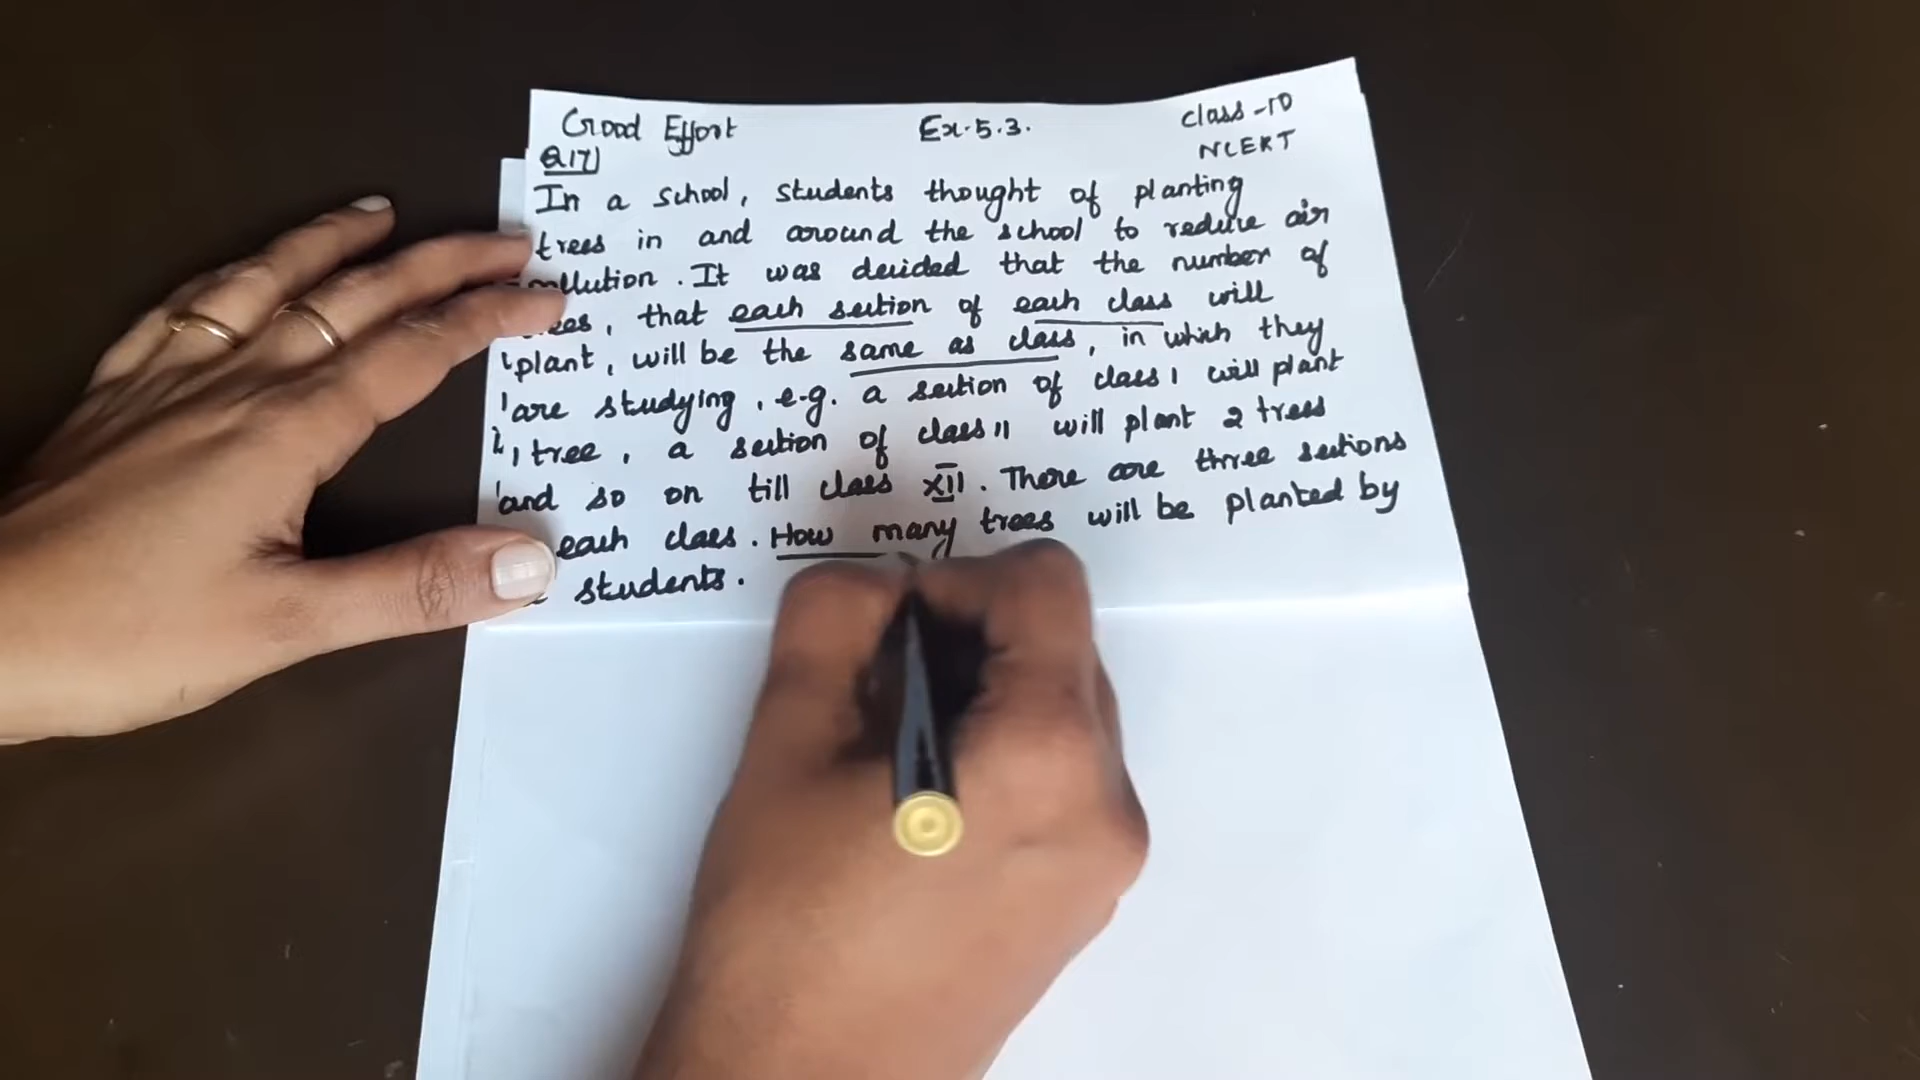 Good Effort Ex.5.3. Class-10
NCERT
Q17)
In a school, students thought of planting
trees in and around the school to reduce air
pollution. It was decided that the number of
trees, that each section of each class will
plant, will be the same as class, in which they
are studying, e.g. a section of class I will plant
1 tree, a section of class II will plant 2 trees
and so on till class XII. There are three sections
each class. How many trees will be planted by
students.